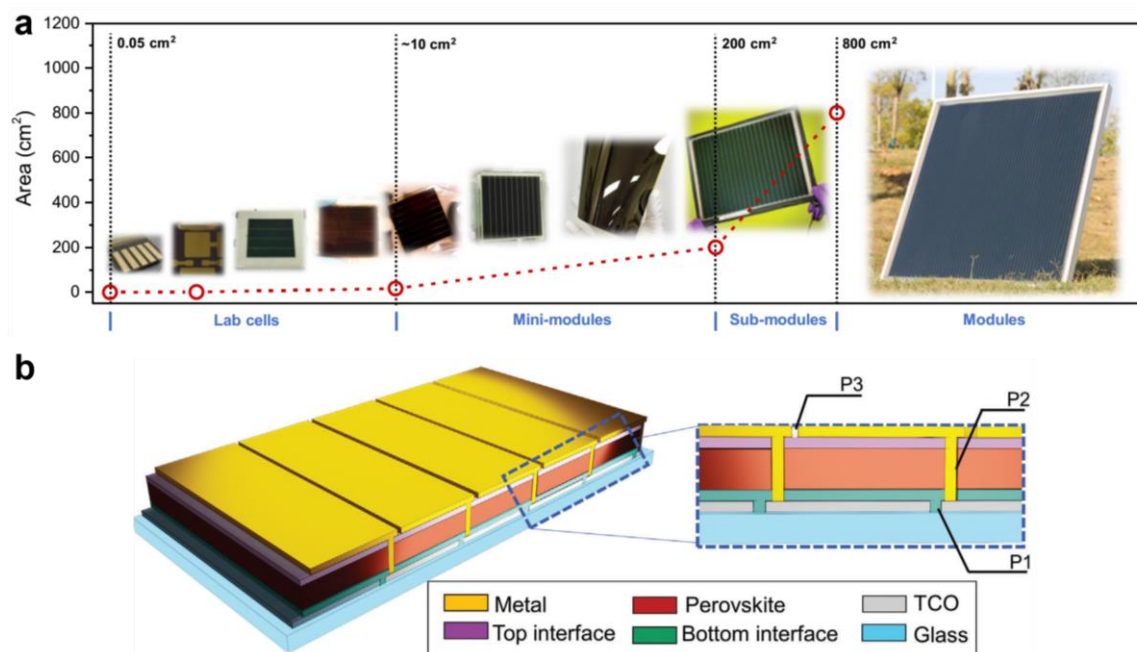 a
1200
1000
800
600
400
200
0
Area (cm²)
0.05 cm²
~10 cm²
200 cm²
800 cm²
Lab cells
Mini-modules
Sub-modules
Modules
b
P3
P2
P1
Metal
Perovskite
TCO
Top interface
Bottom interface
Glass